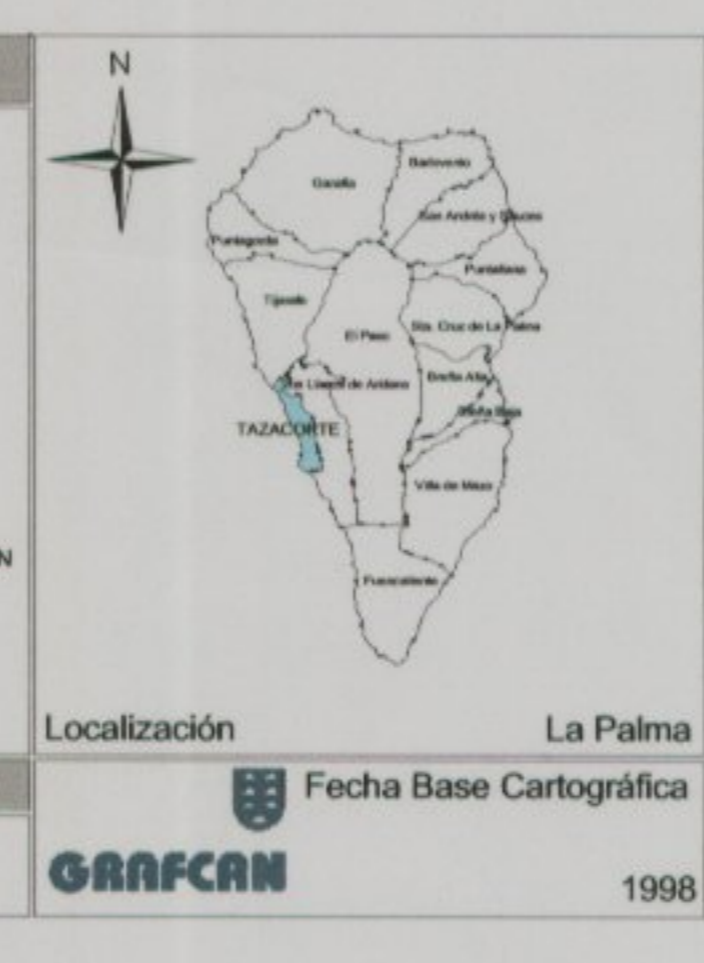 N
Barlovento
Garafía
San Andrés y Sauces
Puntagorda
Puntallana
Tijarafe
Sta. Cruz de La Palma
El Paso
Los Llanos de Aridane
Breña Alta
Breña Baja
TAZACORTE
Villa de Mazo
N
Fuencaliente
Localización
La Palma
Fecha Base Cartográfica
GRAFCAN
1998